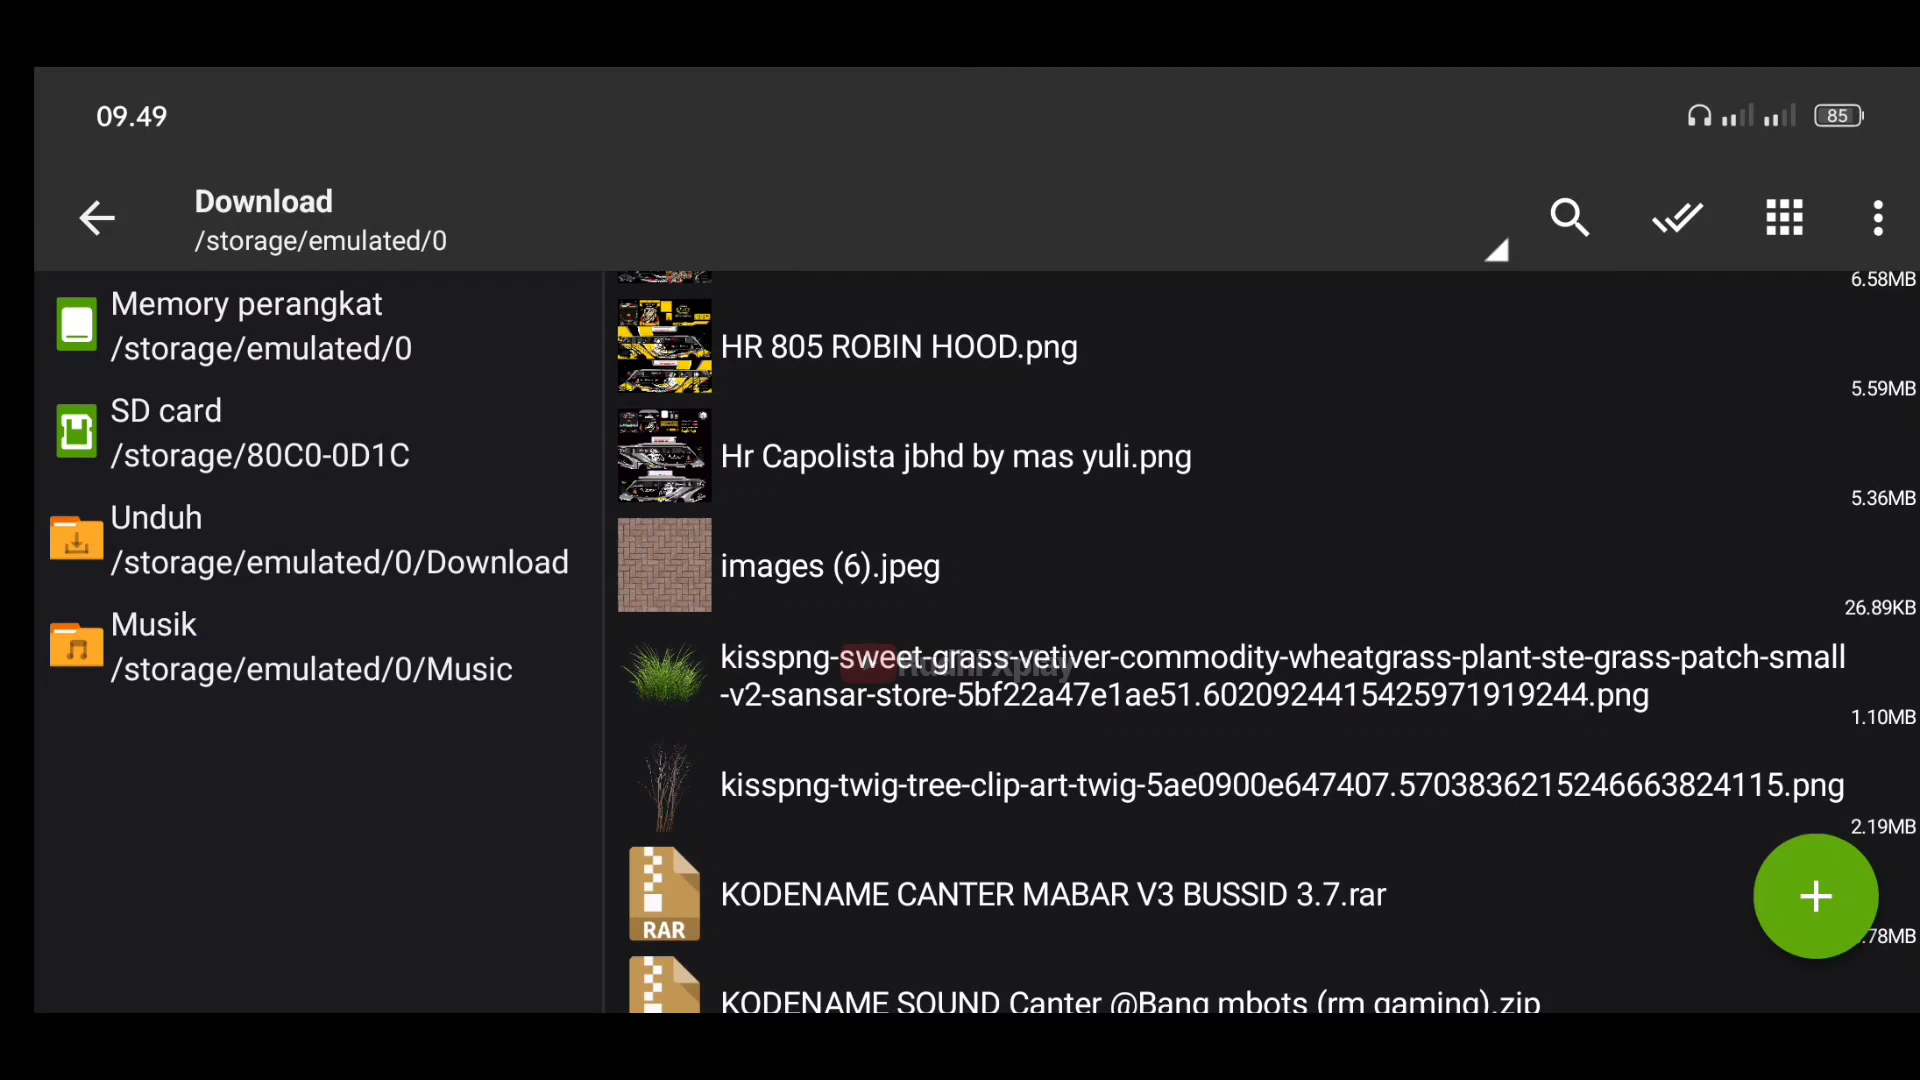 09.49
85
Download
/storage/emulated/0
Memory perangkat
/storage/emulated/0
SD card
/storage/80C0-0D1C
Unduh
/storage/emulated/0/Download
Musik
/storage/emulated/0/Music
6.58MB
HR 805 ROBIN HOOD.png
5.59MB
Hr Capolista jbhd by mas yuli.png
5.36MB
images (6).jpeg
26.89KB
kisspng-sweet-grass-vetiver-commodity-wheatgrass-plant-ste-grass-patch-small
-v2-sansar-store-5bf22a47e1ae51.6020924415425971919244.png
1.10MB
kisspng-twig-tree-clip-art-twig-5ae0900e647407.5703836215246663824115.png
2.19MB
RAR
KODENAME CANTER MABAR V3 BUSSID 3.7.rar
.78MB
KODENAME SOUND Canter @Bang mbots (rm gaming).zip